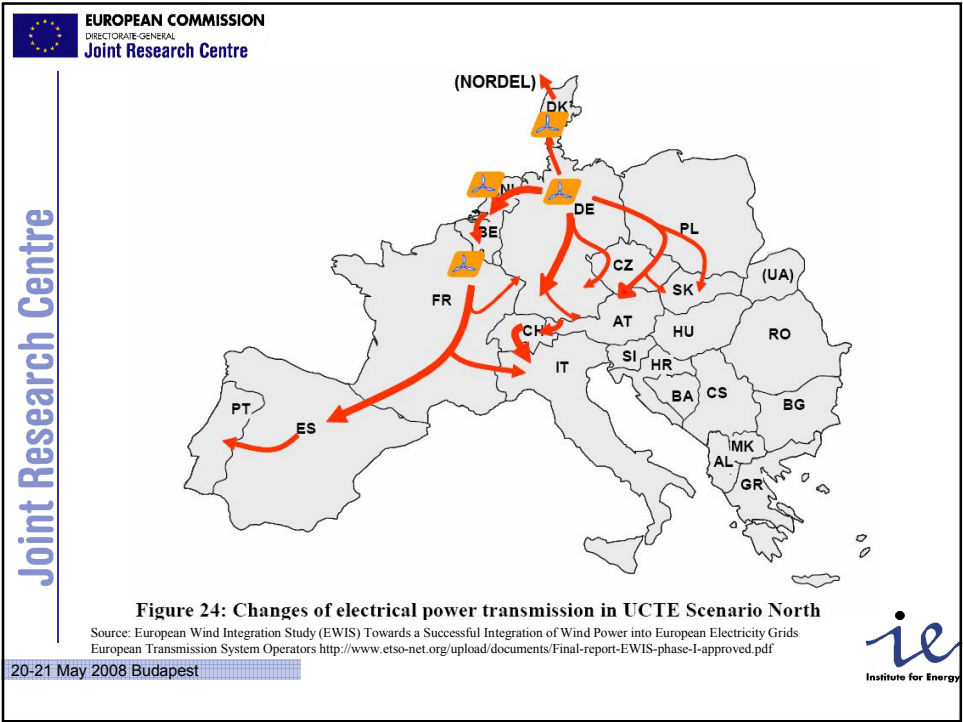 EUROPEAN COMMISSION
DIRECTORATE-GENERAL
Joint Research Centre
Joint Research Centre
(NORDEL)
DK
NL
DE
BE
PL
CZ
(UA)
SK
FR
AT
CH
HU
RO
SI
HR
IT
BA
CS
PT
BG
ES
MK
AL
GR
Figure 24: Changes of electrical power transmission in UCTE Scenario North
Source: European Wind Integration Study (EWIS) Towards a Successful Integration of Wind Power into European Electricity Grids
European Transmission System Operators http://www.etso-net.org/upload/documents/Final-report-EWIS-phase-I-approved.pdf
20-21 May 2008 Budapest
ie
Institute for Energy